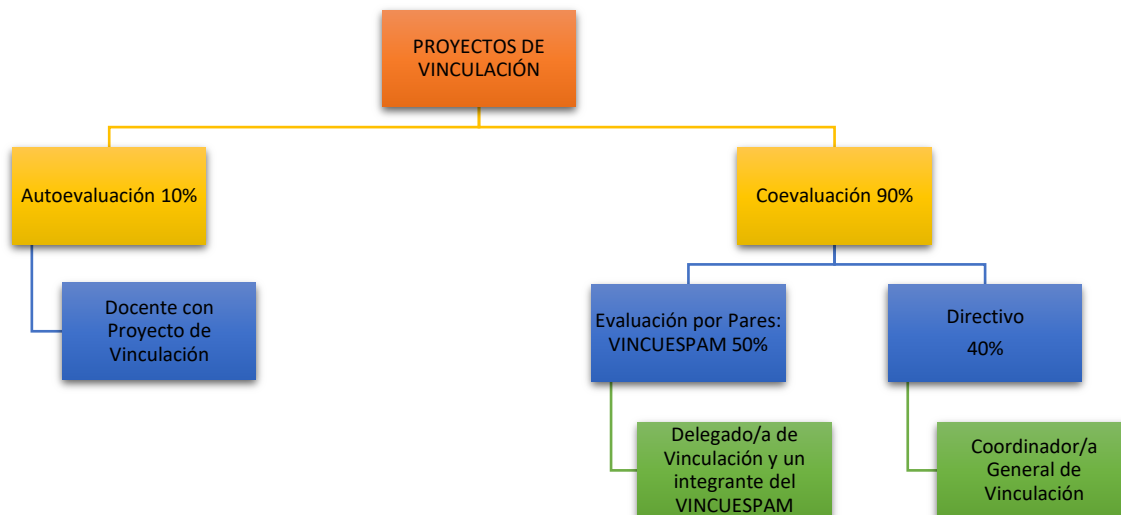 PROYECTOS DE
VINCULACIÓN
Autoevaluación 10%
Coevaluación 90%
Docente con
Proyecto de
Vinculación
Evaluación por Pares:
VINCUESPAM 50%
Directivo
40%
Delegado/a de
Vinculación y un
integrante del
VINCUESPAM
Coordinador/a
General de
Vinculación